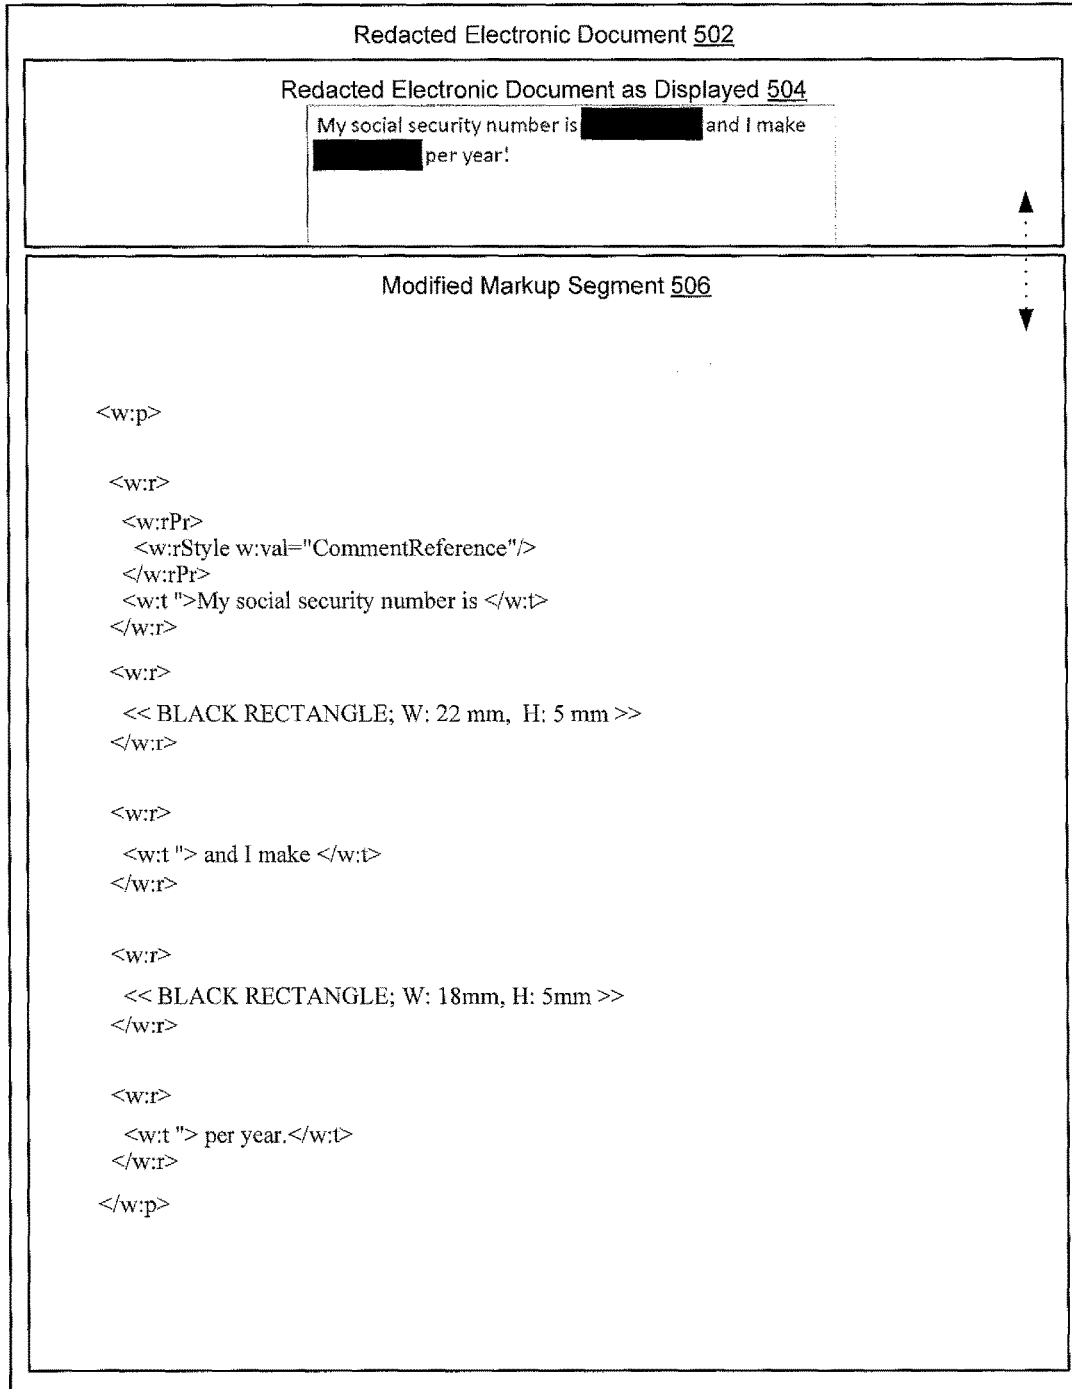 Redacted Electronic Document 502
Redacted Electronic Document as Displayed 504
My social security number is and I make
per year!
Modified Markup Segment 506
<w:p>
<w:r>
<w:rPr>
<w:rStyle w:val="CommentReference"/>
</w:rPr>
<w:t ">My social security number is </w:t>
</w:r>
<w:r>
<< BLACK RECTANGLE; W: 22 mm,  H: 5 mm >>
</w:r>
<w:r>
<w:t "> and I make </w:t>
</w:r>
<w:r>
<< BLACK RECTANGLE; W: 18mm, H: 5mm >>
</w:r>
<w:r>
<w:t "> per year.</w:t>
</w:r>
</w:p>